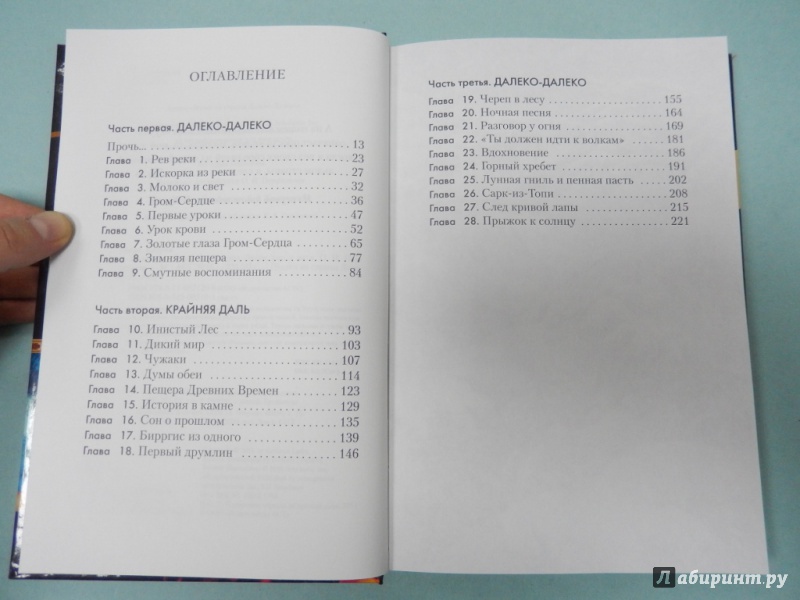 ОГЛАВЛЕНИЕ
Часть первая. ДАЛЕКО-ДАЛЕКО
Прочь... 13
Глава 1. Рев реки 23
Глава 2. Искорка из реки 27
Глава 3. Молоко и свет 32
Глава 4. Гром-Сердце 36
Глава 5. Первые уроки 47
Глава 6. Урок крови 52
Глава 7. Золотые глаза Гром-Сердца 65
Глава 8. Зимняя пещера 77
Глава 9. Смутные воспоминания 84
Часть вторая. КРАЙНЯЯ ДАЛЬ
Глава 10. Инистый Лес 93
Глава 11. Дикий мир 103
Глава 12. Чужаки 107
Глава 13. Думы обеи 114
Глава 14. Пещера Древних Времен 123
Глава 15. История в камне 129
Глава 16. Сон о прошлом 135
Глава 17. Бирргис из одного 139
Глава 18. Первый друмлин 146
Часть третья. ДАЛЕКО-ДАЛЕКО
Глава 19. Череп в лесу 155
Глава 20. Ночная песня 164
Глава 21. Разговор у огня 169
Глава 22. «Ты должен идти к волкам» 181
Глава 23. Вдохновение 186
Глава 24. Горный хребет 197
Глава 25. Лунная гниль и пенная пасть 202
Глава 26. Сарк-из-Топи 208
Глава 27. След кривой лапы 215
Глава 28. Прыжок к солнцу 221
Лабиринт.ру